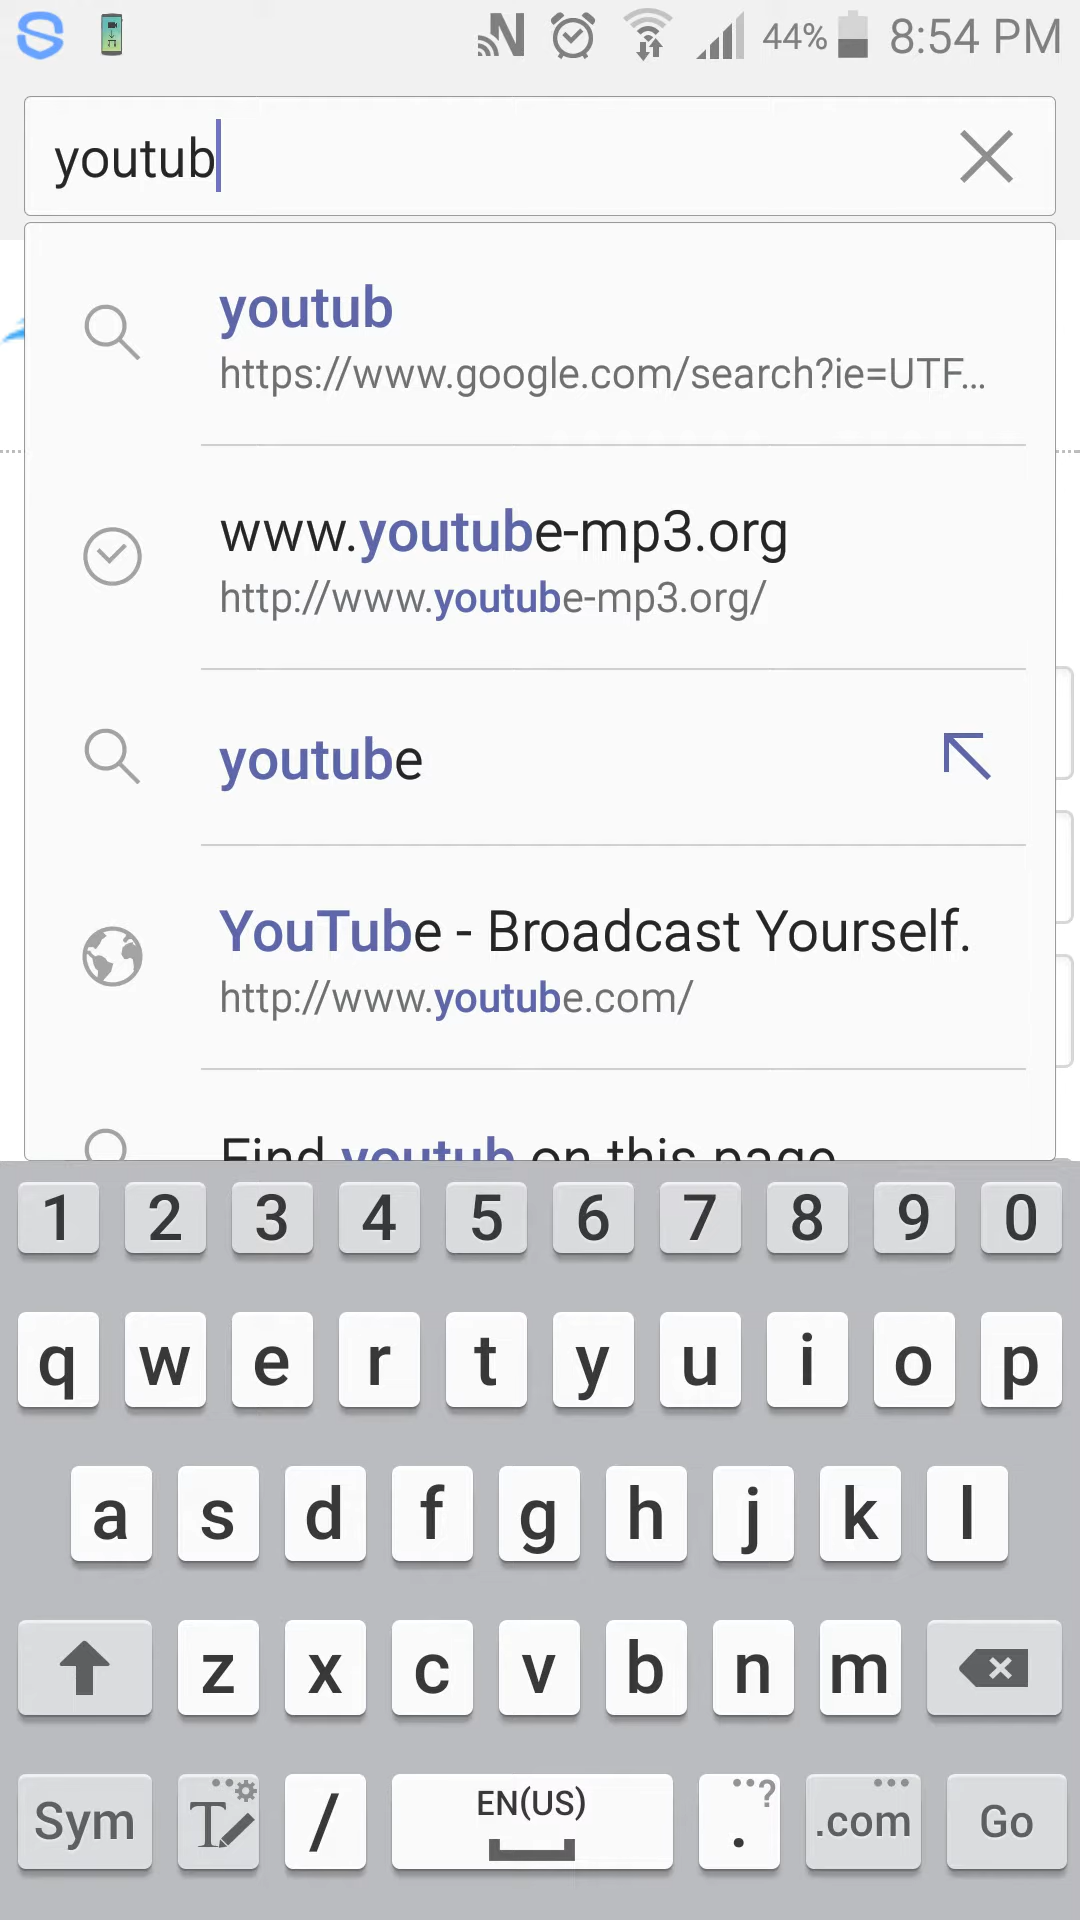 44% 8:54 PM
youtub
youtub
https://www.google.com/search?ie=UTF...
www.youtube-mp3.org
http://www.youtube-mp3.org/
youtube
YouTube - Broadcast Yourself.
http://www.youtube.com/
Find youtub on this page
1 2 3 4 5 6 7 8 9 0
q w e r t y u i o p
a s d f g h j k l
z x c v b n m
Sym T / EN(US) . ? .com Go